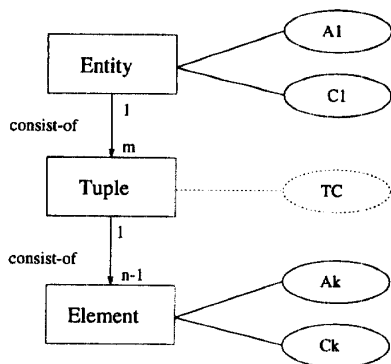 A1
Entity
C1
1
consist-of
m
Tuple
TC
1
consist-of
n-1
Ak
Element
Ck